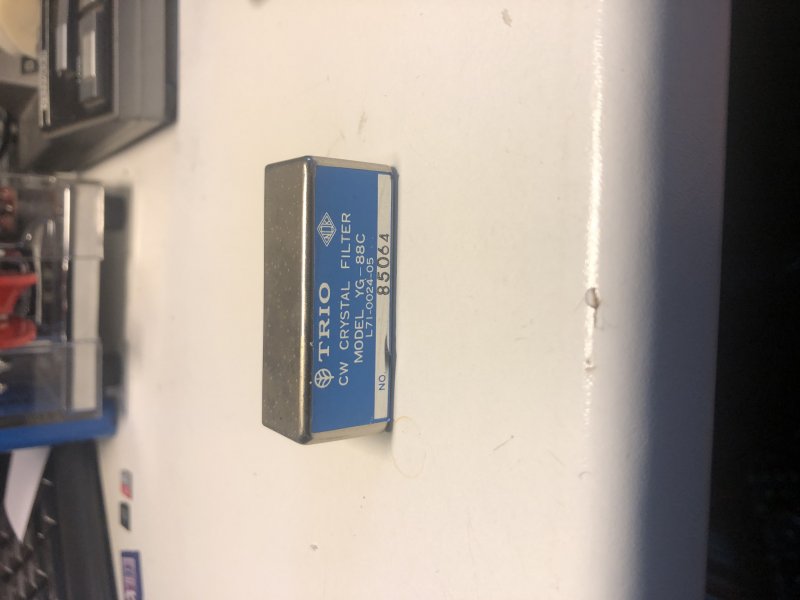 TRIO
CW CRYSTAL FILTER
MODEL YG-88C
L71-0024-05
NO. 85064